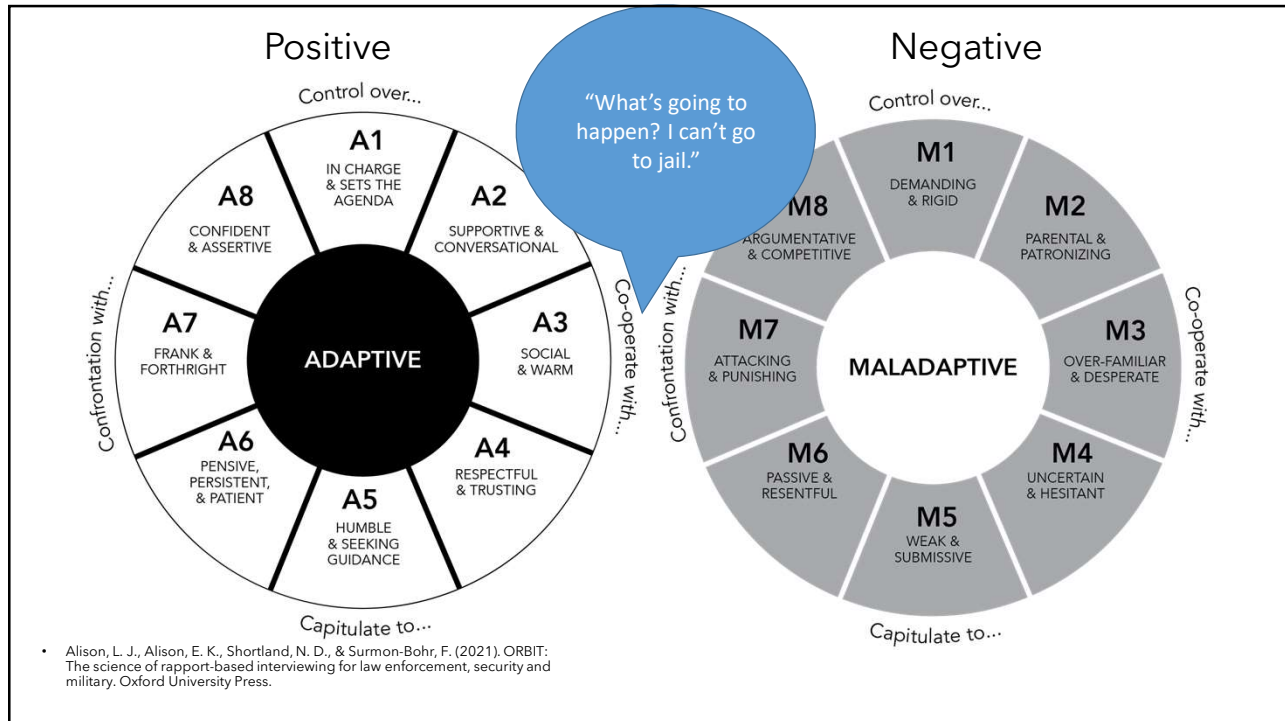 Positive
Negative
"What's going to
happen? I can't go
to jail."
Control over...
A1
IN CHARGE
& SETS THE
AGENDA
A2
SUPPORTIVE &
CONVERSATIONAL
Co-operate with...
A3
SOCIAL
& WARM
A4
RESPECTFUL
& TRUSTING
A5
HUMBLE
& SEEKING
GUIDANCE
Capitulate to...
A6
PENSIVE,
PERSISTENT,
& PATIENT
A7
FRANK &
FORTHRIGHT
Confrontation with...
A8
CONFIDENT
& ASSERTIVE
ADAPTIVE
Control over...
M1
DEMANDING
& RIGID
M2
PARENTAL &
PATRONIZING
Co-operate with...
M3
OVER-FAMILIAR
& DESPERATE
M4
UNCERTAIN
& HESITANT
M5
WEAK &
SUBMISSIVE
Capitulate to...
M6
PASSIVE &
RESENTFUL
M7
ATTACKING
& PUNISHING
Confrontation with...
M8
ARGUMENTATIVE
& COMPETITIVE
MALADAPTIVE
• Alison, L. J., Alison, E. K., Shortland, N. D., & Surmon-Bohr, F. (2021). ORBIT:
The science of rapport-based interviewing for law enforcement, security and
military. Oxford University Press.